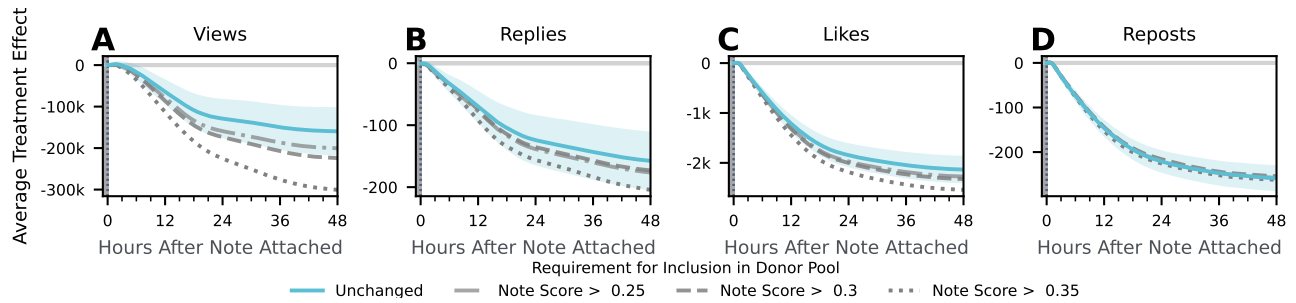 Average Treatment Effect
A Views
0
-100k
-200k
-300k
0 12 24 36 48
Hours After Note Attached
B Replies
0
-100
-200
0 12 24 36 48
Hours After Note Attached
C Likes
0
-1k
-2k
0 12 24 36 48
Hours After Note Attached
D Reposts
0
-100
-200
0 12 24 36 48
Hours After Note Attached
Requirement for Inclusion in Donor Pool
Unchanged Note Score > 0.25 Note Score > 0.3 Note Score > 0.35